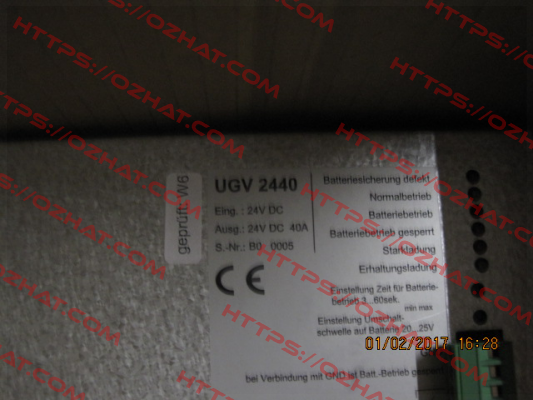 geprüft: W6
UGV 2440
Eing.: 24V DC
Ausg.: 24V DC 40A
S.-Nr.: B0 0005
CE
Batteriesicherung defekt
Normalbetrieb
Batteriebetrieb
Batteriebetrieb gesperrt
Starkladung
Erhaltungsladung
Einstellung Zeit für Batterie-
betrieb 3...60sek.
min max
Einstellung Umschalt-
schwelle auf Batterie 20...25V
bei Verbindung mit GND ist Batt.-Betrieb
01/02/2017 16:28
HTTPS://OZHAT.COM